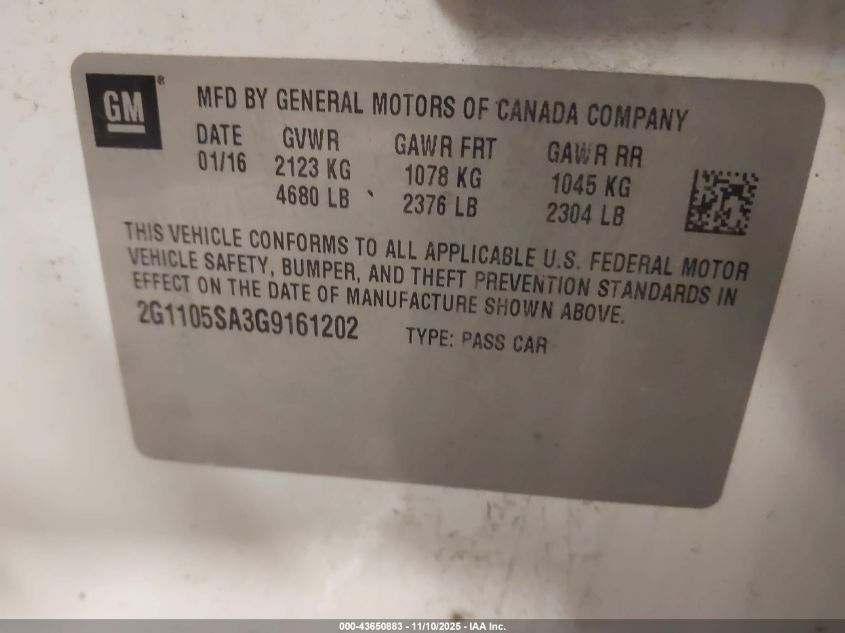 GM®
MFD BY GENERAL MOTORS OF CANADA COMPANY
DATE GVWR GAWR FRT GAWR RR
01/16 2123 KG 1078 KG 1045 KG
4680 LB 2376 LB 2304 LB
THIS VEHICLE CONFORMS TO ALL APPLICABLE U.S. FEDERAL MOTOR
VEHICLE SAFETY, BUMPER, AND THEFT PREVENTION STANDARDS IN
EFFECT ON THE DATE OF MANUFACTURE SHOWN ABOVE.
2G1105SA3G9161202 TYPE: PASS CAR
000-43650883 - 11/10/2025 - IAA Inc.